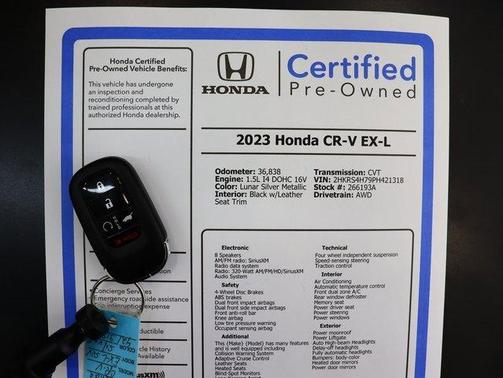 Honda Certified
Pre-Owned Vehicle Benefits:
This vehicle has undergone
an inspection and
reconditioning completed by
trained professionals at this
authorized Honda dealership.
Concierge Services
Emergency roadside assistance
trip interruption expense
Deductible
Vehicle History
Available
HONDA
Certified
Pre-Owned
2023 Honda CR-V EX-L
Odometer: 36,838
Engine: 1.5L I4 DOHC 16V
Color: Lunar Silver Metallic
Interior: Black w/Leather
Seat Trim
Transmission: CVT
VIN: 2HKRS4H79PH421318
Stock #: 266193A
Drivetrain: AWD
Electronic
8 Speakers
AM/FM radio: SiriusXM
Radio data system
Radio: 320-Watt AM/FM/HD/SiriusXM
Audio System
Safety
4-Wheel Disc Brakes
ABS brakes
Dual front impact airbags
Dual front side impact airbags
Front anti-roll bar
Knee airbag
Low tire pressure warning
Occupant sensing airbag
Additional
This (Make) (Model) has many features
and is well equipped including
Collision Warning System
Adaptive Cruise Control
Leather Seats
Heated Seats
Blind-Spot Monitors
Technical
Four wheel independent suspension
Speed-sensing steering
Traction control
Interior
Air Conditioning
Automatic temperature control
Front dual zone A/C
Rear window defroster
Memory seat
Power driver seat
Power steering
Power windows
Exterior
Power moonroof
Power Liftgate
Auto High-beam Headlights
Delay-off headlights
Fully automatic headlights
Bumpers: body-color
Heated door mirrors
Power door mirrors